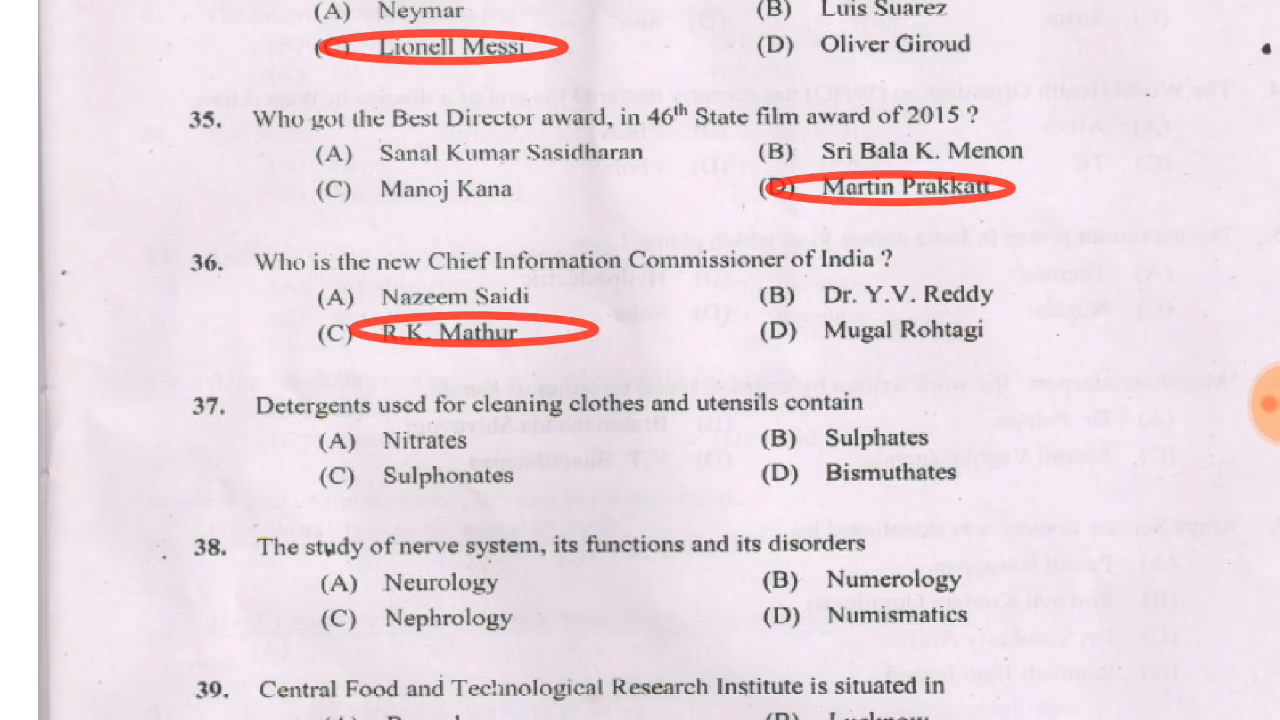 (A) Neymar (B) Luis Suarez
(C) Lionell Messi (D) Oliver Giroud
35. Who got the Best Director award, in 46th State film award of 2015 ?
(A) Sanal Kumar Sasidharan (B) Sri Bala K. Menon
(C) Manoj Kana (D) Martin Prakkatt
36. Who is the new Chief Information Commissioner of India ?
(A) Nazeem Saidi (B) Dr. Y.V. Reddy
(C) R.K. Mathur (D) Mugal Rohtagi
37. Detergents used for cleaning clothes and utensils contain
(A) Nitrates (B) Sulphates
(C) Sulphonates (D) Bismuthates
38. The study of nerve system, its functions and its disorders
(A) Neurology (B) Numerology
(C) Nephrology (D) Numismatics
39. Central Food and Technological Research Institute is situated in
(B) Lucknow